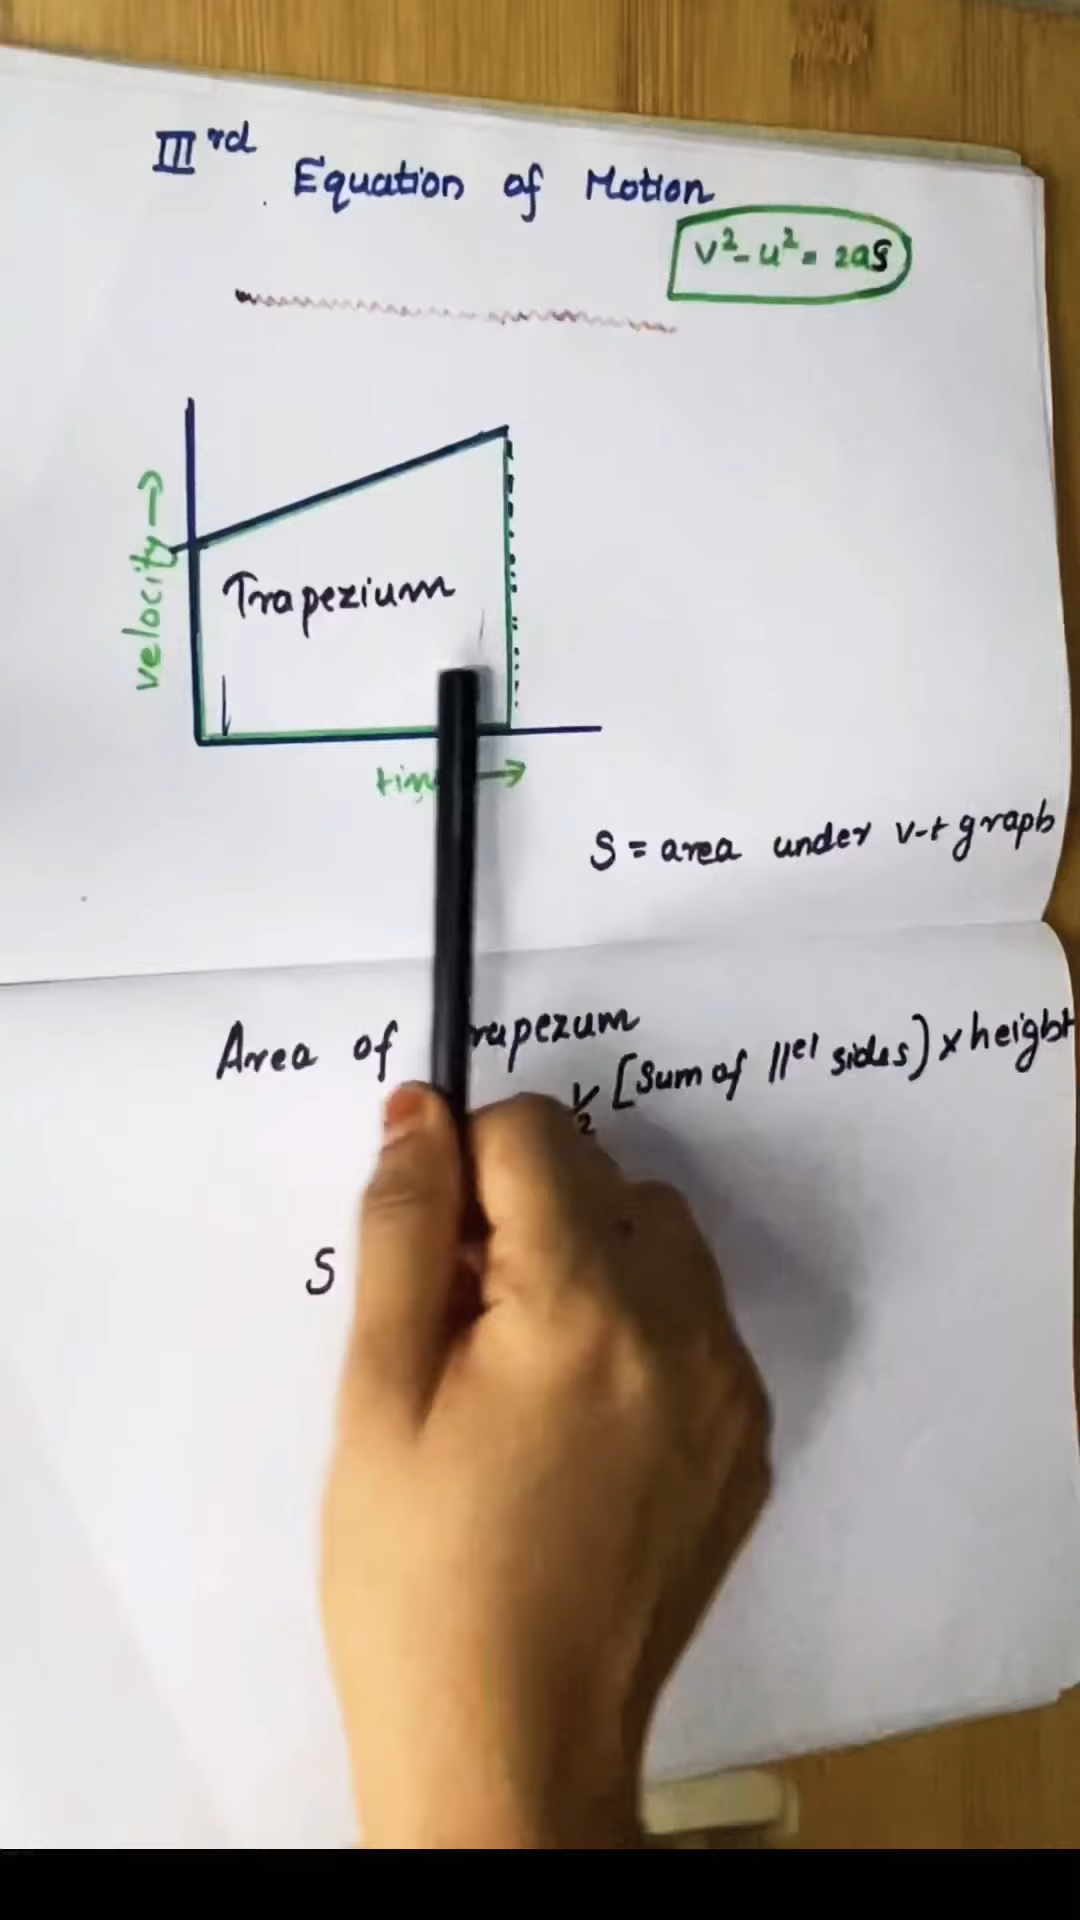 IIIrd
Equation of Motion
v²-u² = 2as
velocity →
Trapezium
→
S = area under v-t graph
Area of
1/2 [Sum of ||el sides) x height
S